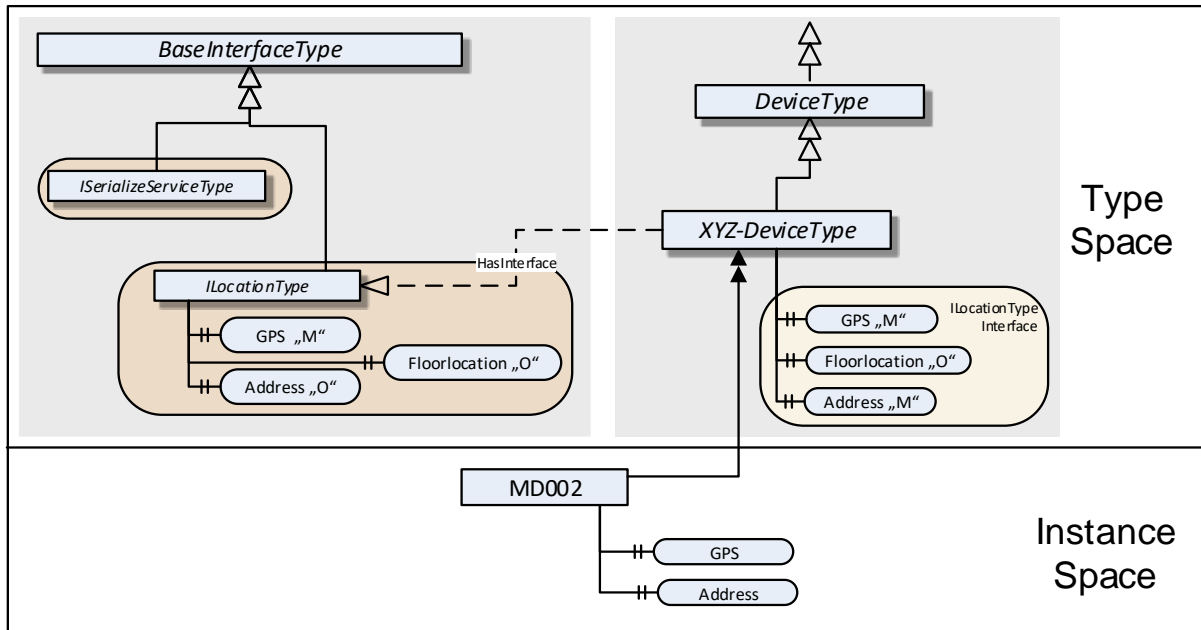 BaseInterfaceType
DeviceType
ISerializeServiceType
XYZ-DeviceType
Type
Space
HasInterface
ILocationType
GPS „M“
Floorlocation „O“
Address „O“
ILocationType
Interface
GPS „M“
Floorlocation „O“
Address „M“
MD002
GPS
Address
Instance
Space